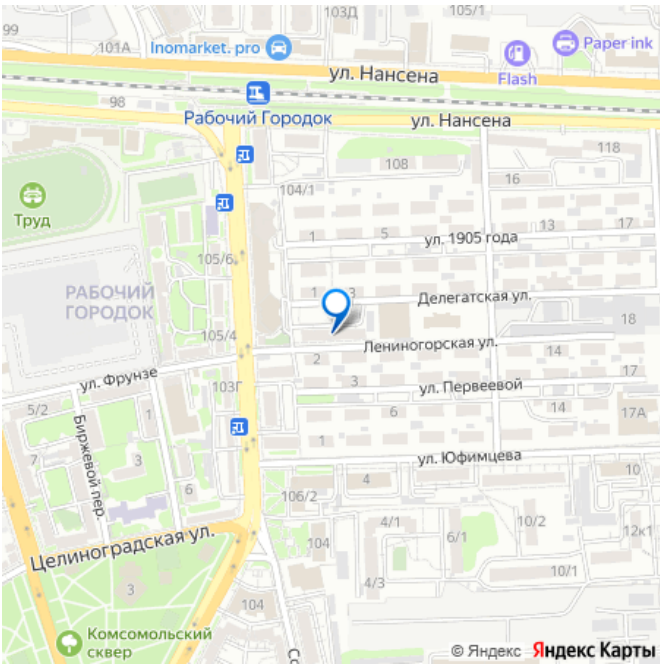 99
103Д
105/1
101А
Inomarket. pro
Paper ink
Flash
ул. Нансена
98
Рабочий Городок
ул. Нансена
118
108
16
104/1
Труд
1
5
ул. 1905 года
13
17
105/6
РАБОЧИЙ
ГОРОДОК
1
3
Делегатская ул.
18
105/4
2
Лениногорская ул.
ул. Фрунзе
103Г
3
ул. Первеевой
17
5/2
Биржевой пер.
1
6
14
17А
7
3
1
ул. Юфимцева
10
6
106/2
4
Целиноградская ул.
104
4/1
6/1
10/2
12к1
3
4/3
10/1
104
Комсомольский
сквер
Со
© Яндекс Яндекс Карты